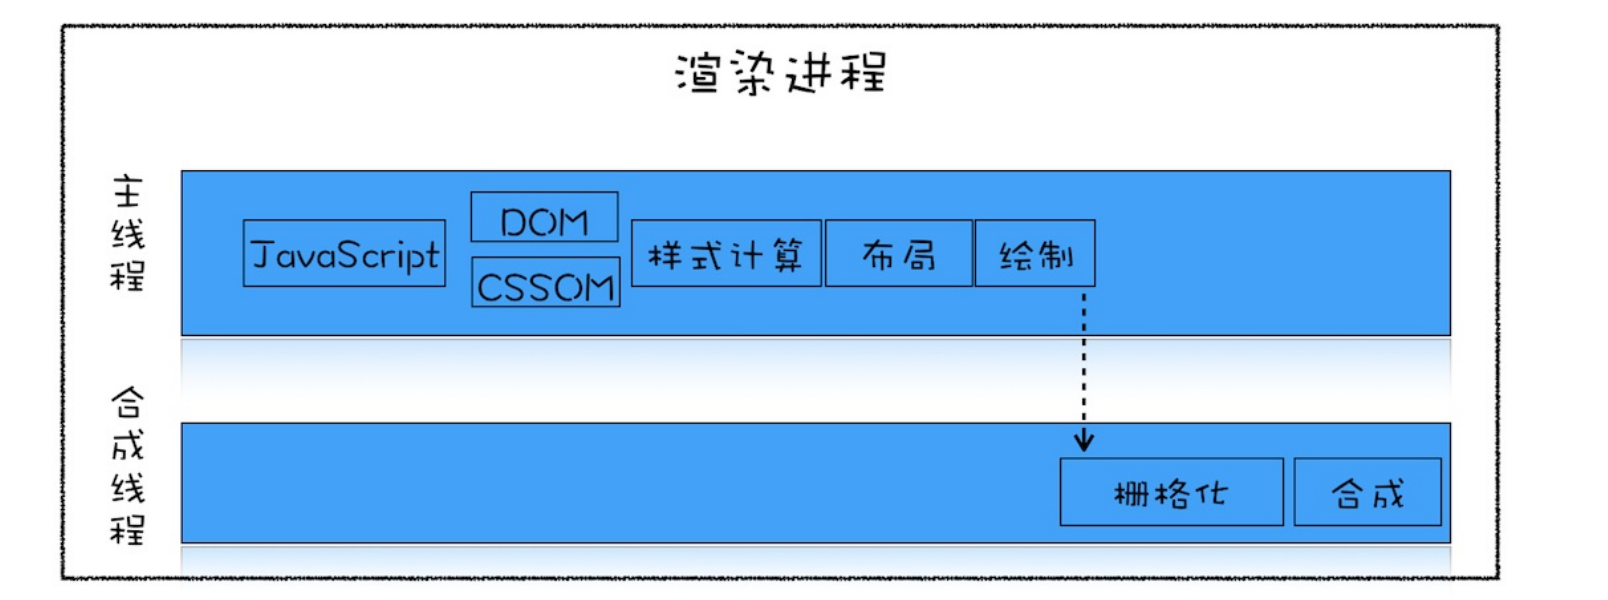 渲染进程
主线程
JavaScript
DOM
CSSOM
样式计算
布局
绘制
合成线程
栅格化
合成